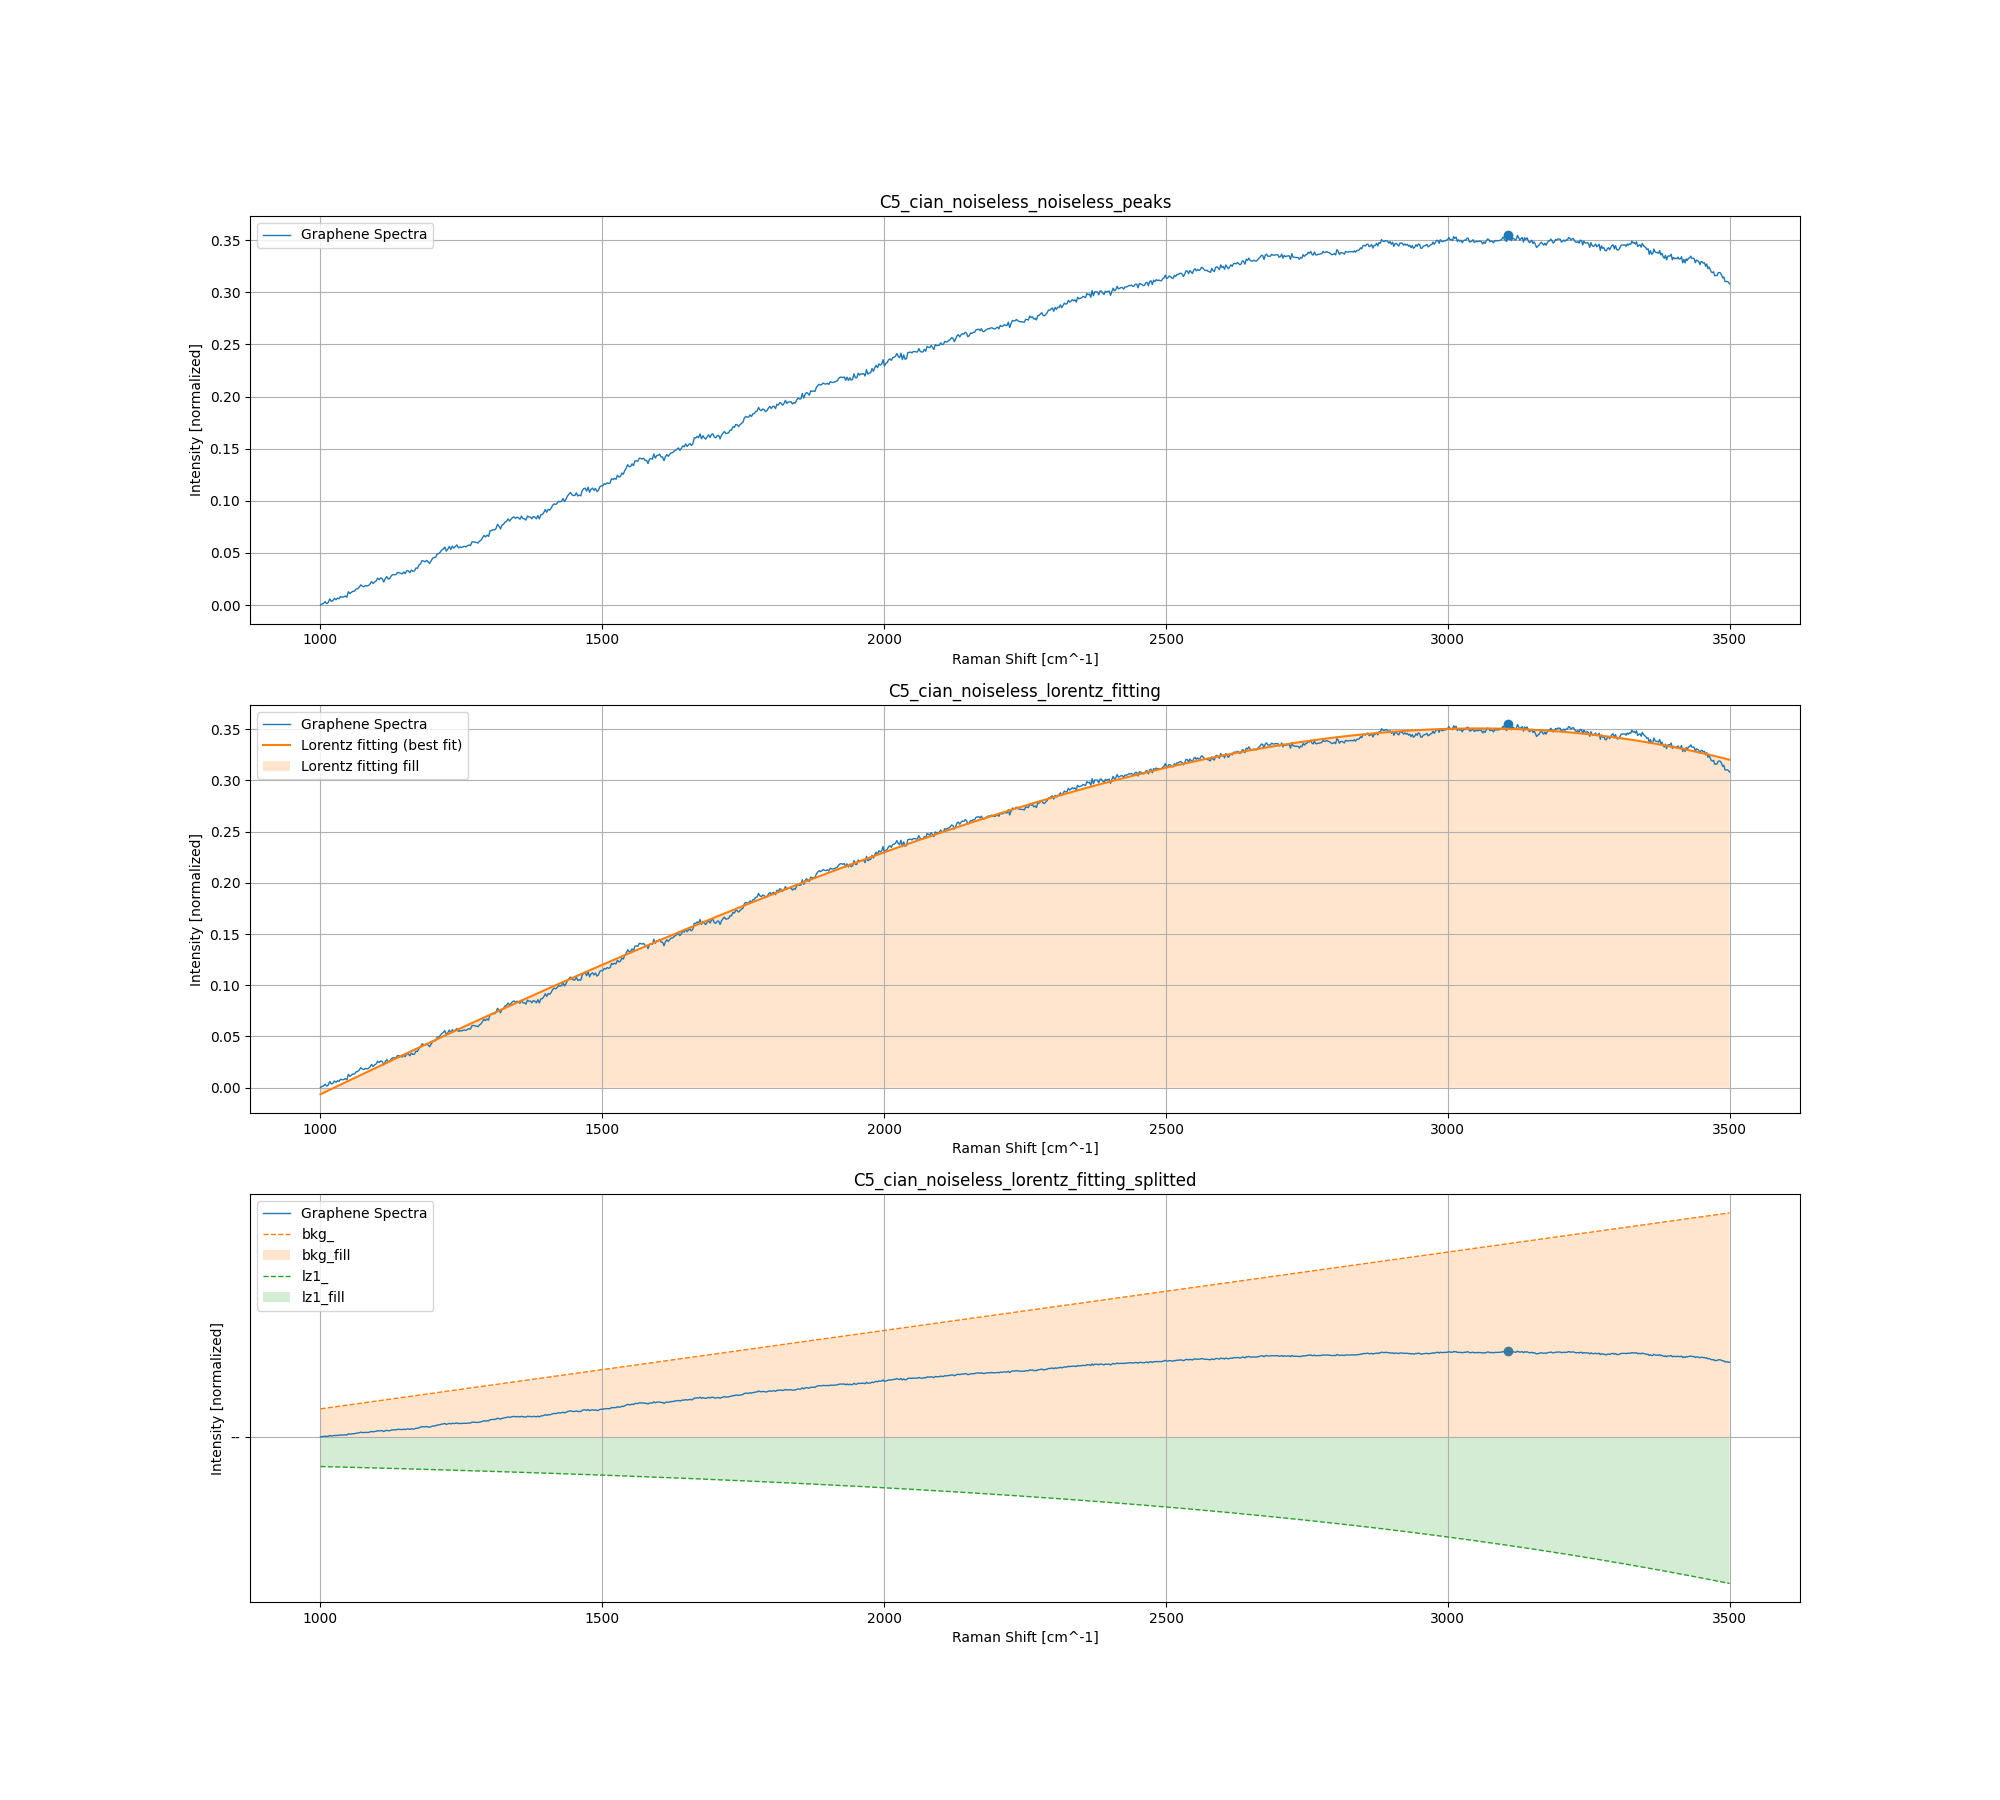 C5_cian_noiseless_noiseless_peaks
Graphene Spectra
Intensity [normalized]
0.35
0.30
0.25
0.20
0.15
0.10
0.05
0.00
1000 1500 2000 2500 3000 3500
Raman Shift [cm^-1]
C5_cian_noiseless_lorentz_fitting
Graphene Spectra
Lorentz fitting (best fit)
Lorentz fitting fill
Intensity [normalized]
0.35
0.30
0.25
0.20
0.15
0.10
0.05
0.00
1000 1500 2000 2500 3000 3500
Raman Shift [cm^-1]
C5_cian_noiseless_lorentz_fitting_splitted
Graphene Spectra
bkg_
bkg_fill
lz1_
lz1_fill
Intensity [normalized]
--
1000 1500 2000 2500 3000 3500
Raman Shift [cm^-1]